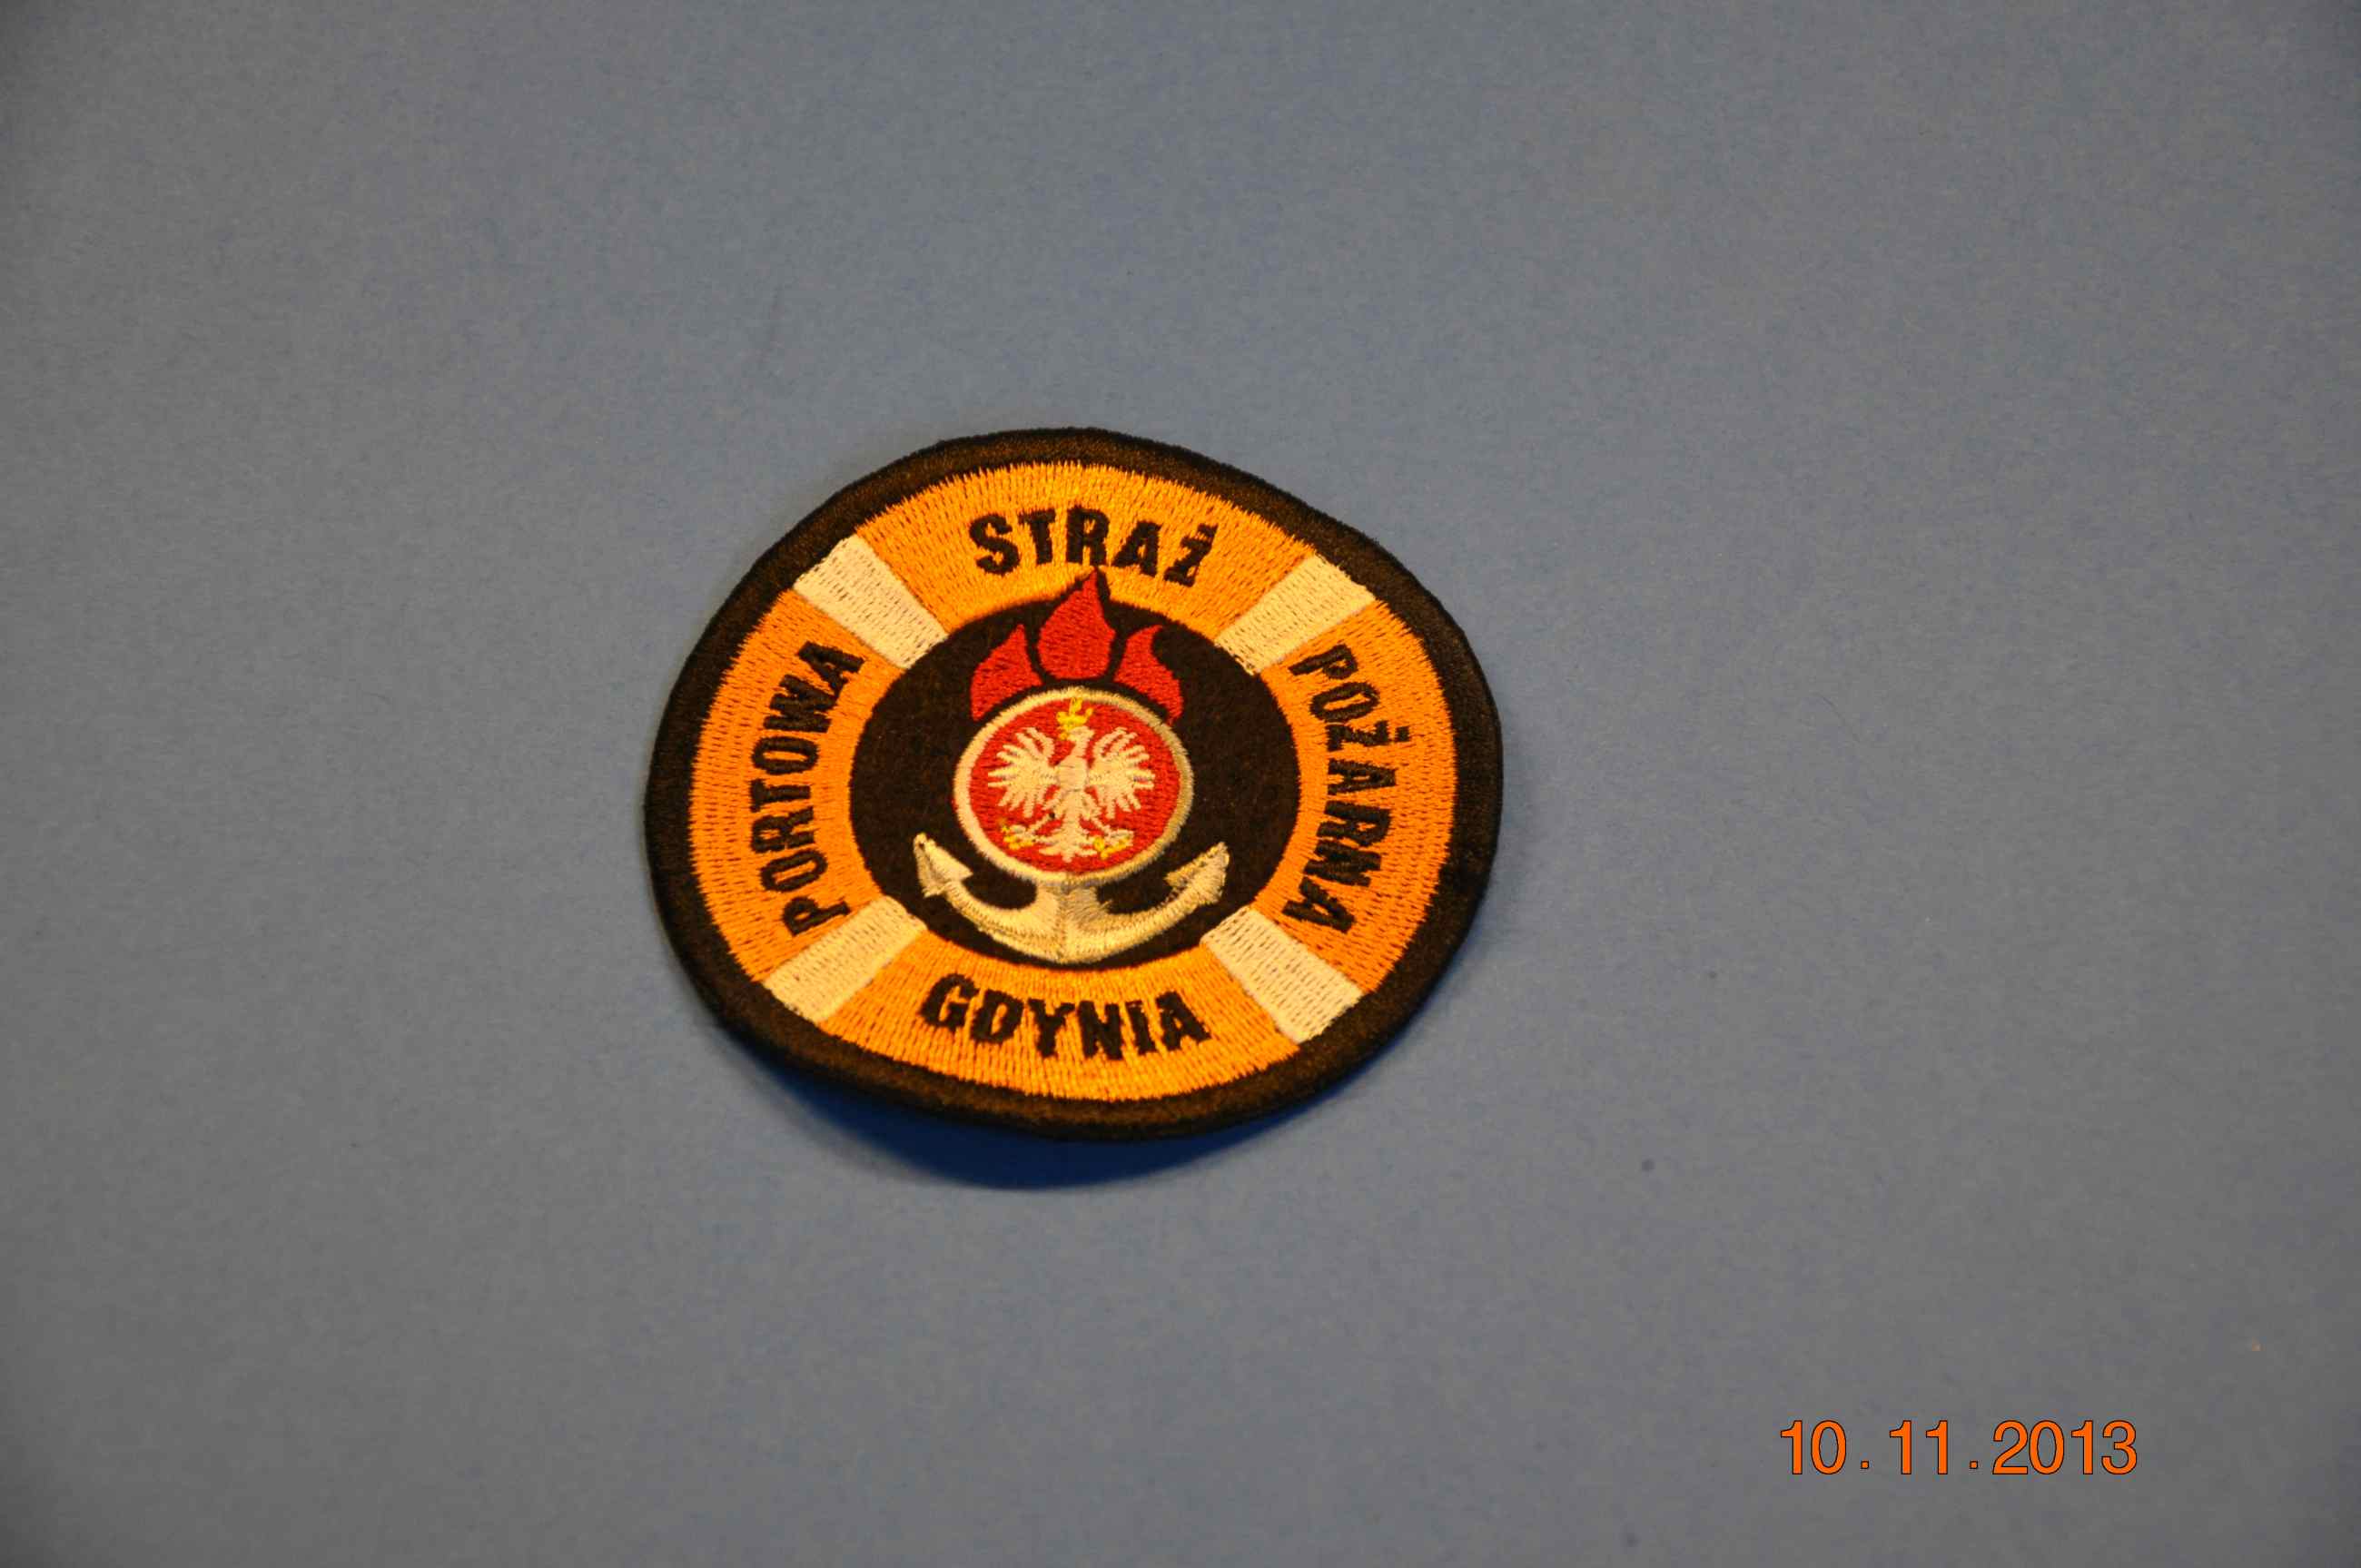 STRAŻ
POŻARNA
PORTOWA
GDYNIA
10.11.2013